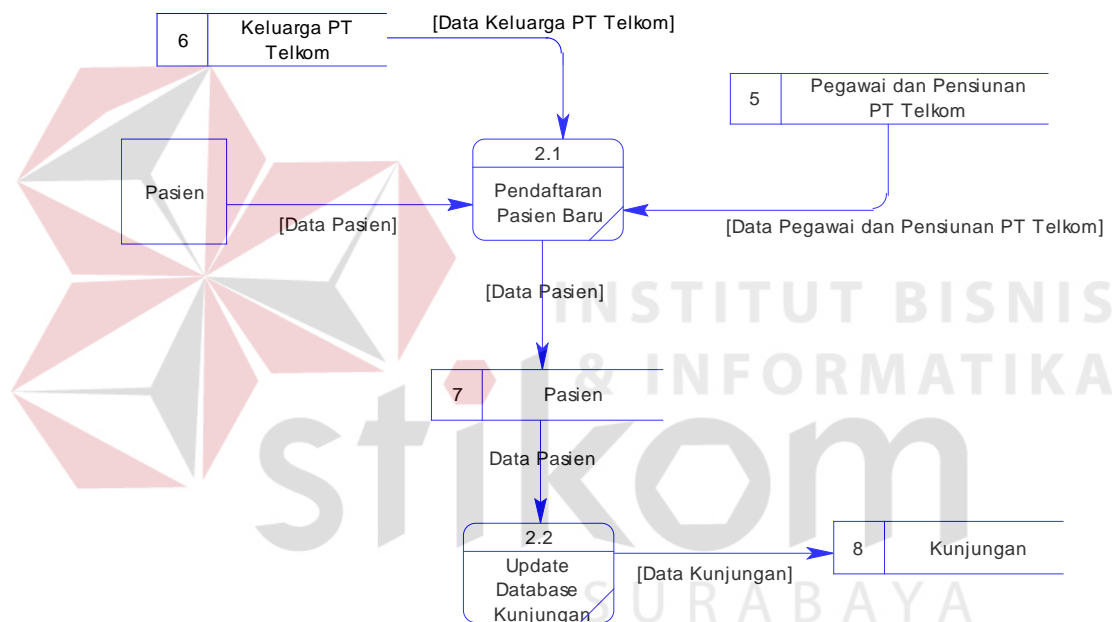 [Data Keluarga PT Telkom]
6
Keluarga PT
Telkom
5
Pegawai dan Pensiunan
PT Telkom
2.1
Pendaftaran
Pasien Baru
Pasien
[Data Pasien]
[Data Pegawai dan Pensiunan PT Telkom]
[Data Pasien]
INSTITUT BISNIS
& INFORMATIKA
7
Pasien
stikom
Data Pasien
2.2
Update
Database
Kunjungan
[Data Kunjungan]
8
Kunjungan
SURABAYA